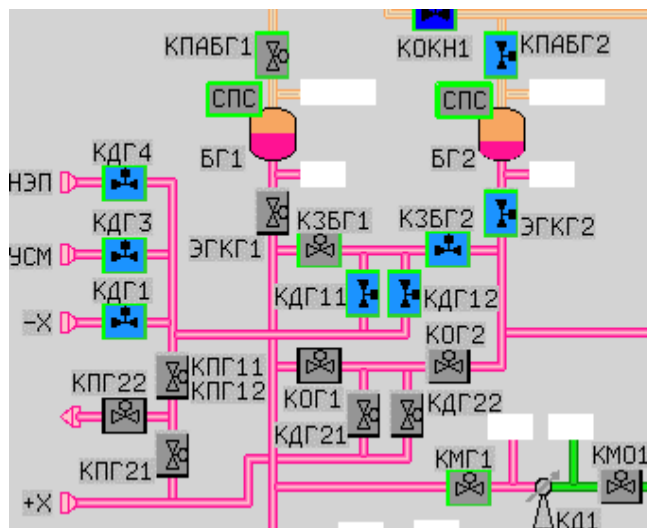 КПАБГ1
КОКН1
КПАБГ2
СПС
СПС
КДГ4
БГ1
БГ2
НЭП
КДГ3
КЗБГ1
КЗБГ2
ЭГКГ1
ЭГКГ2
УСМ
КДГ1
КДГ11
КДГ12
-X
КОГ2
КПГ11
КПГ12
КПГ22
КОГ1
КДГ22
КДГ21
КПГ21
КМГ1
КМО1
+X
КД1